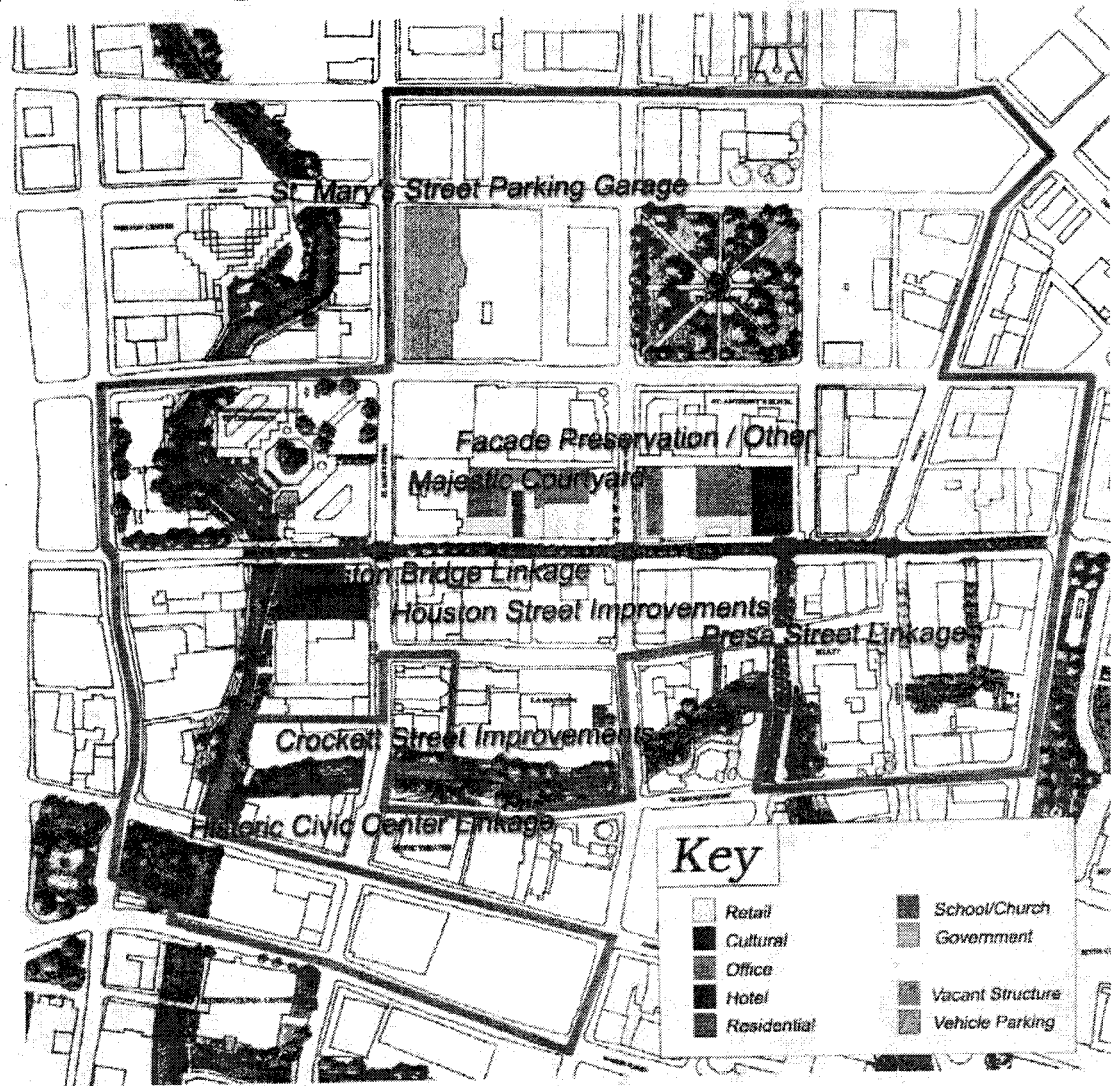 St. Mary's Street Parking Garage
Facade Preservation / Other
Majestic Courtyard
ston Bridge Linkage
Houston Street Improvements
Presa Street Linkage
Crockett Street Improvements
Historic Civic Center Linkage
Key
Retail
Cultural
Office
Hotel
Residential
School/Church
Government
Vacant Structure
Vehicle Parking